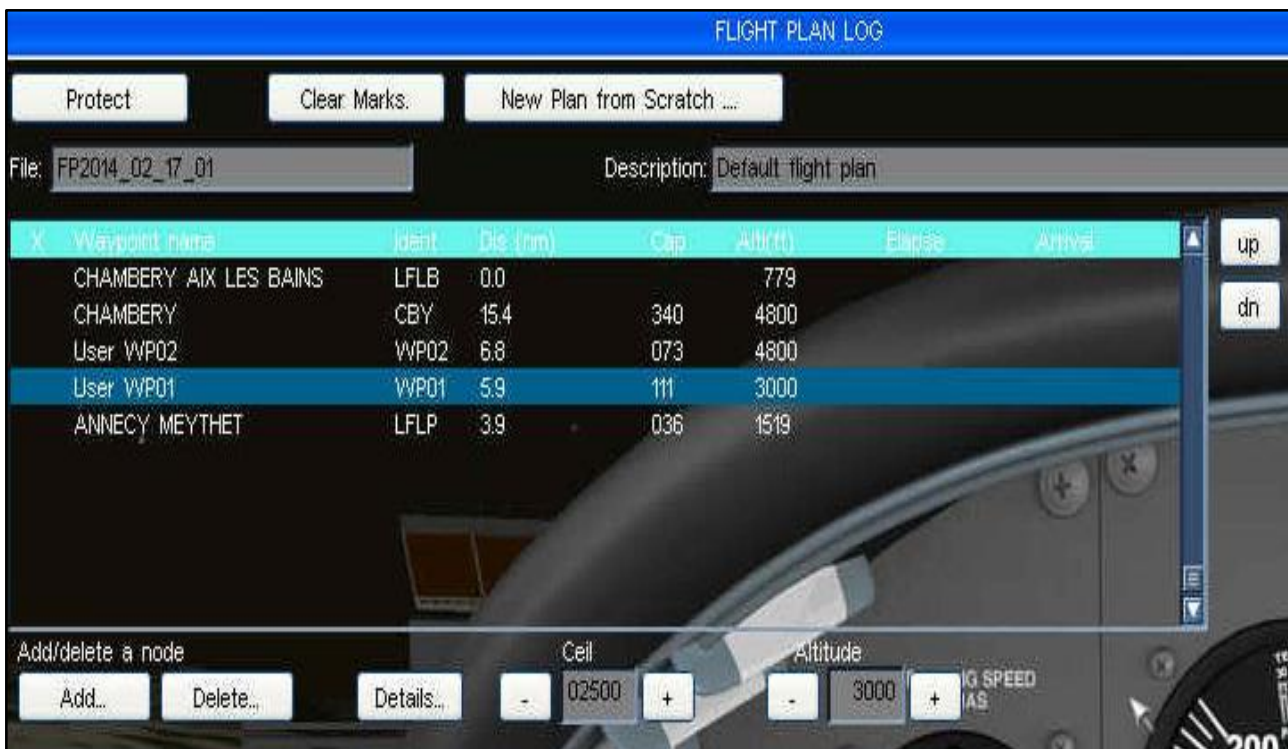 FLIGHT PLAN LOG
Protect Clear Marks. New Plan from Scratch ...
File: FP2014_02_17_01 Description: Default flight plan
X Waypoint name Ident Dis (nm) Cap Alti(ft) Elapse Arrival
up
CHAMBERY AIX LES BAINS LFLB 0.0 779
dn
CHAMBERY CBY 15.4 340 4800
User WP02 WP02 6.8 073 4800
User WP01 WP01 5.9 111 3000
ANNECY MEYTHET LFLP 3.9 036 1519
Add/delete a node Ceil Altitude
Add... Delete... Details... - 02500 + - 3000 +
G SPEED
IAS
200